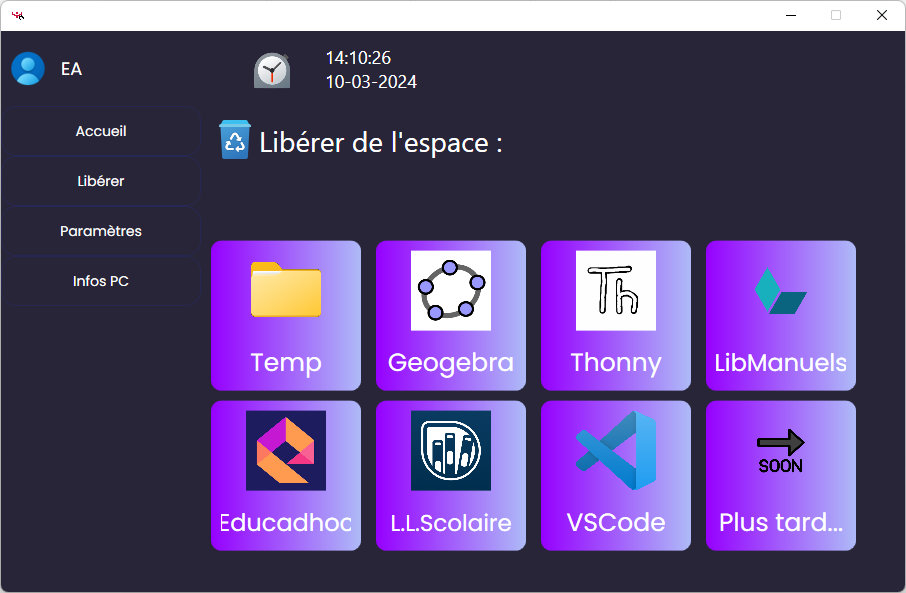 EA
14:10:26
10-03-2024
Accueil
Libérer
Paramètres
Infos PC
Libérer de l'espace :
Temp
Th
Geogebra
Thonny
LibManuels
SOON
Educadhoc
L.L.Scolaire
VSCode
Plus tard...